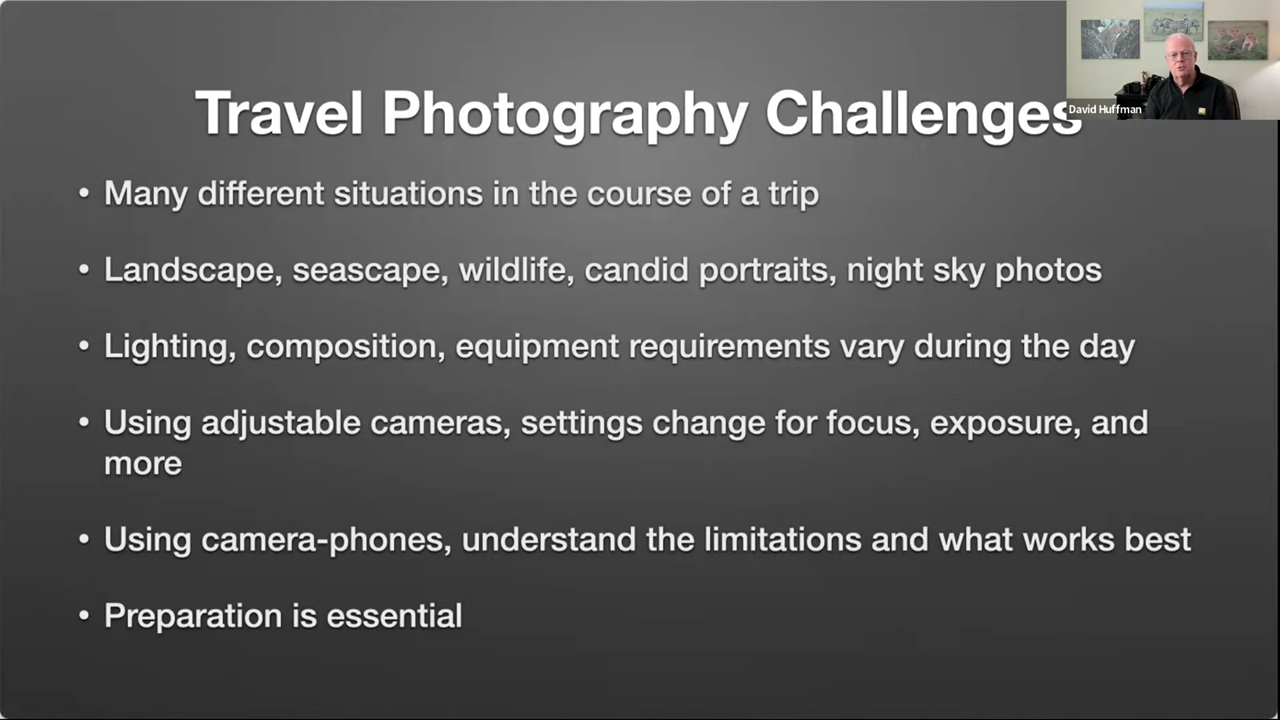 Travel Photography Challenges
David Huffman
• Many different situations in the course of a trip
• Landscape, seascape, wildlife, candid portraits, night sky photos
• Lighting, composition, equipment requirements vary during the day
• Using adjustable cameras, settings change for focus, exposure, and
more
• Using camera-phones, understand the limitations and what works best
• Preparation is essential